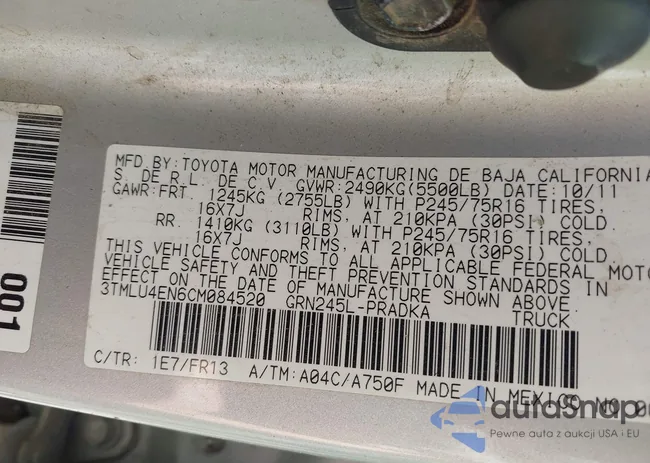 MFD.BY:TOYOTA MOTOR MANUFACTURING DE BAJA CALIFORNIA
S. DE R.L. DE C.V. GVWR:2490KG(5500LB) DATE:10/11
GAWR:FRT. 1245KG (2755LB) WITH P245/75R16 TIRES,
16X7J RIMS, AT 210KPA (30PSI) COLD.
RR. 1410KG (3110LB) WITH P245/75R16 TIRES,
16X7J RIMS, AT 210KPA (30PSI) COLD.
THIS VEHICLE CONFORMS TO ALL APPLICABLE FEDERAL MOTO
VEHICLE SAFETY AND THEFT PREVENTION STANDARDS IN
EFFECT ON THE DATE OF MANUFACTURE SHOWN ABOVE.
3TMLU4EN6CM084520 GRN245L-PRADKA TRUCK
C/TR: 1E7/FR13 A/TM:A04C/A750F MADE IN MEXICO
001
autaSnap
Pewne auta z aukcji USA i EU